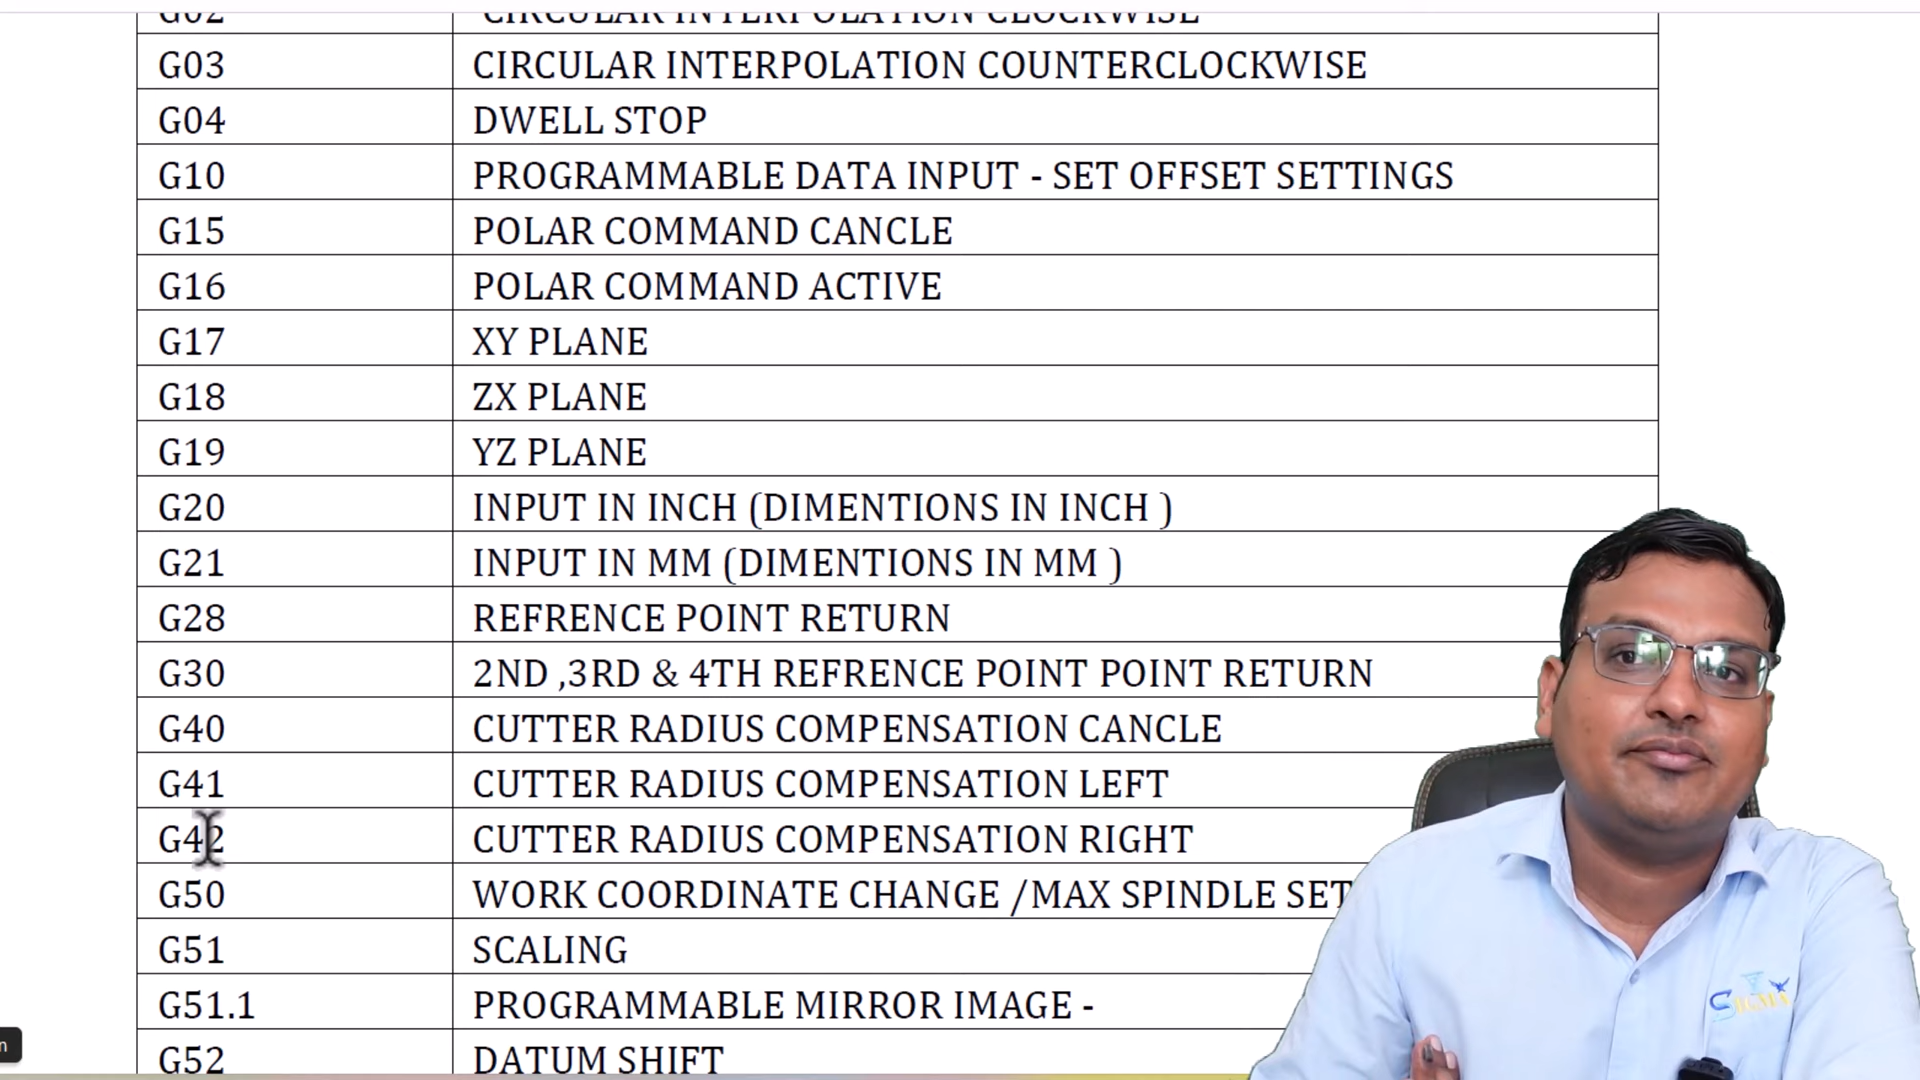 G02 CIRCULAR INTERPOLATION CLOCKWISE
G03 CIRCULAR INTERPOLATION COUNTERCLOCKWISE
G04 DWELL STOP
G10 PROGRAMMABLE DATA INPUT - SET OFFSET SETTINGS
G15 POLAR COMMAND CANCLE
G16 POLAR COMMAND ACTIVE
G17 XY PLANE
G18 ZX PLANE
G19 YZ PLANE
G20 INPUT IN INCH (DIMENTIONS IN INCH )
G21 INPUT IN MM (DIMENTIONS IN MM )
G28 REFRENCE POINT RETURN
G30 2ND ,3RD & 4TH REFRENCE POINT POINT RETURN
G40 CUTTER RADIUS COMPENSATION CANCLE
G41 CUTTER RADIUS COMPENSATION LEFT
G42 CUTTER RADIUS COMPENSATION RIGHT
G50 WORK COORDINATE CHANGE /MAX SPINDLE SET
G51 SCALING
G51.1 PROGRAMMABLE MIRROR IMAGE -
G52 DATUM SHIFT
n